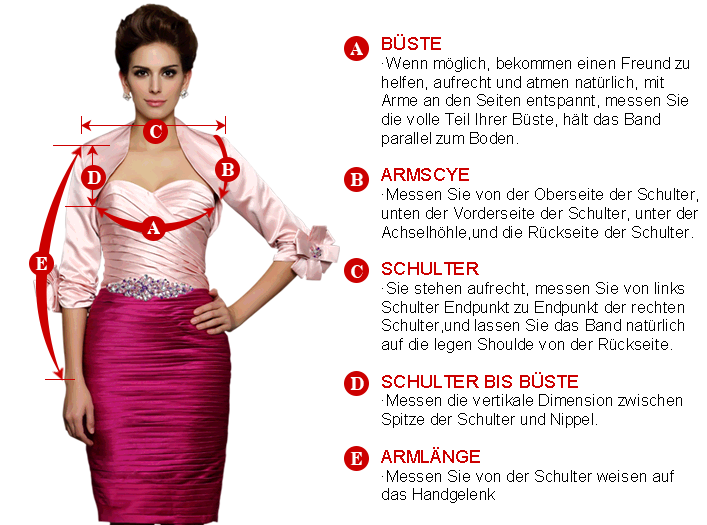 A BÜSTE
·Wenn möglich, bekommen einen Freund zu
helfen, aufrecht und atmen natürlich, mit
Arme an den Seiten entspannt, messen Sie
die volle Teil Ihrer Büste, hält das Band
parallel zum Boden.
B ARMSCYE
·Messen Sie von der Oberseite der Schulter,
unten der Vorderseite der Schulter, unter der
Achselhöhle,und die Rückseite der Schulter.
C SCHULTER
·Sie stehen aufrecht, messen Sie von links
Schulter Endpunkt zu Endpunkt der rechten
Schulter,und lassen Sie das Band natürlich
auf die legen Shoulde von der Rückseite.
D SCHULTER BIS BÜSTE
·Messen die vertikale Dimension zwischen
Spitze der Schulter und Nippel.
E ARMLÄNGE
·Messen Sie von der Schulter weisen auf
das Handgelenk
C
B
D
A
E